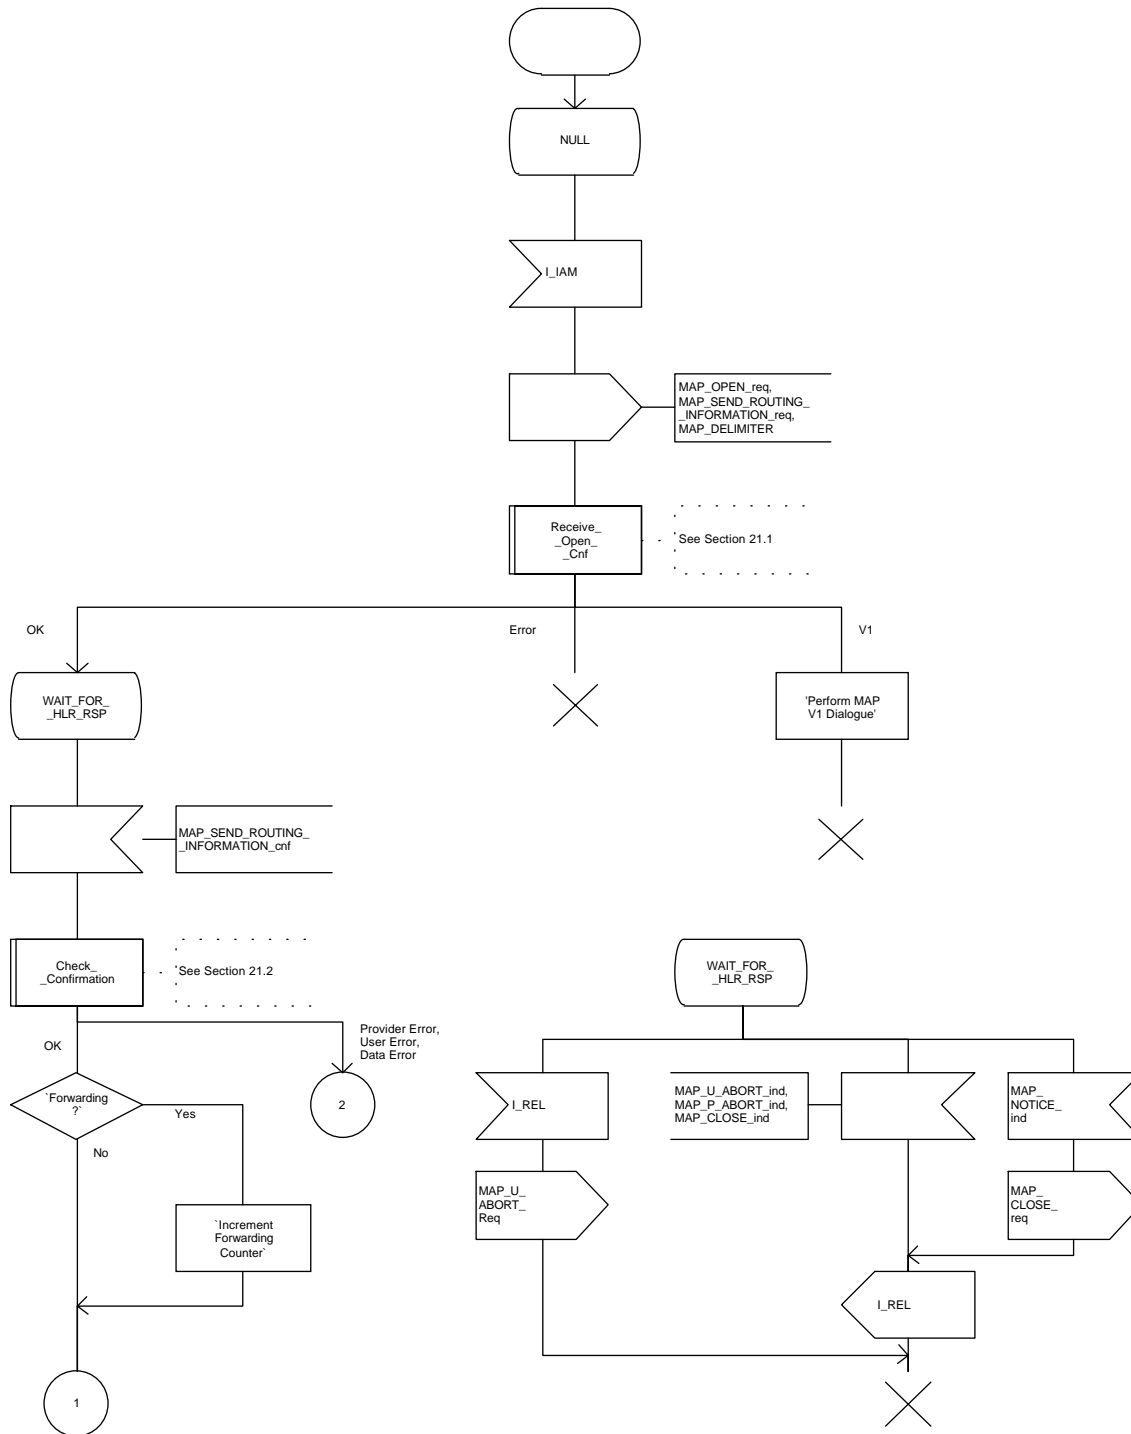 NULL
I_IAM
MAP_OPEN_req,
MAP_SEND_ROUTING_
_INFORMATION_req,
MAP_DELIMITER
Receive_
_Open_
_Cnf
See Section 21.1
OK
Error
V1
WAIT_FOR_
_HLR_RSP
'Perform MAP
V1 Dialogue'
MAP_SEND_ROUTING_
_INFORMATION_cnf
Check_
_Confirmation
See Section 21.2
OK
Provider Error,
User Error,
Data Error
`Forwarding
?`
Yes
No
2
`Increment
Forwarding
Counter`
1
WAIT_FOR_
_HLR_RSP
I_REL
MAP_U_ABORT_ind,
MAP_P_ABORT_ind,
MAP_CLOSE_ind
MAP_
NOTICE_
ind
MAP_U_
ABORT_
Req
MAP_
CLOSE_
req
I_REL